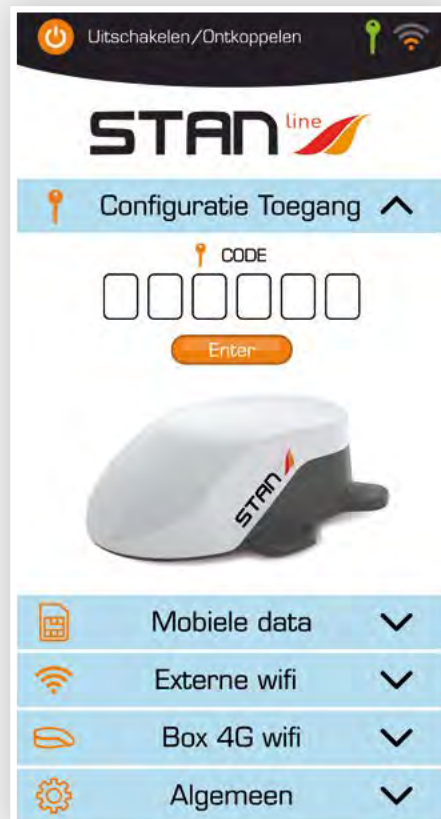 Uitschakelen/Ontkoppelen
STAN line
Configuratie Toegang
CODE
Enter
STAN
Mobiele data
Externe wifi
Box 4G wifi
Algemeen